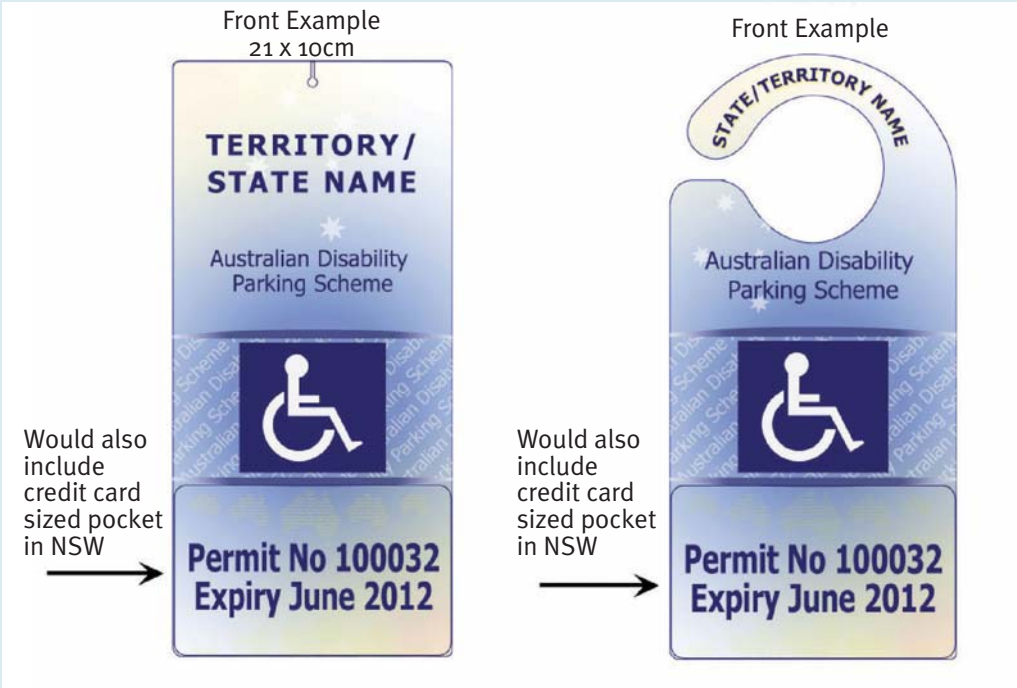 Front Example
21 x 10cm
TERRITORY/
STATE NAME
Australian Disability
Parking Scheme
Would also
include
credit card
sized pocket
in NSW
Permit No 100032
Expiry June 2012
Front Example
STATE/TERRITORY NAME
Australian Disability
Parking Scheme
Would also
include
credit card
sized pocket
in NSW
Permit No 100032
Expiry June 2012